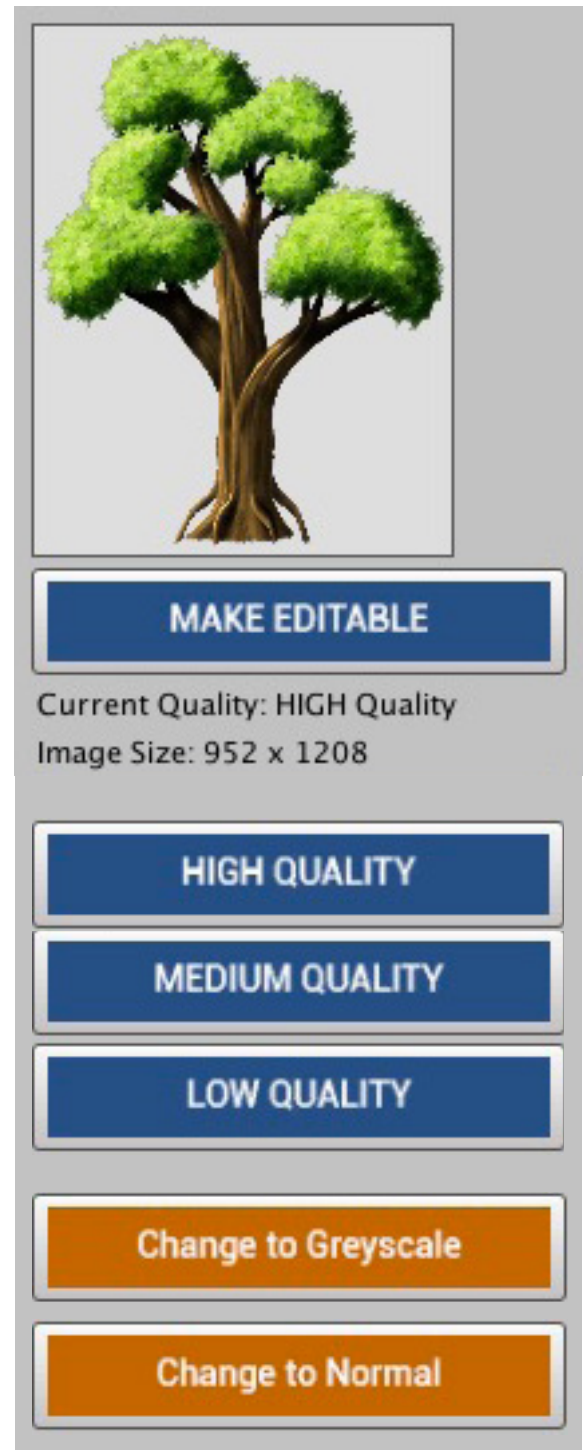 MAKE EDITABLE
Current Quality: HIGH Quality
Image Size: 952 x 1208
HIGH QUALITY
MEDIUM QUALITY
LOW QUALITY
Change to Greyscale
Change to Normal